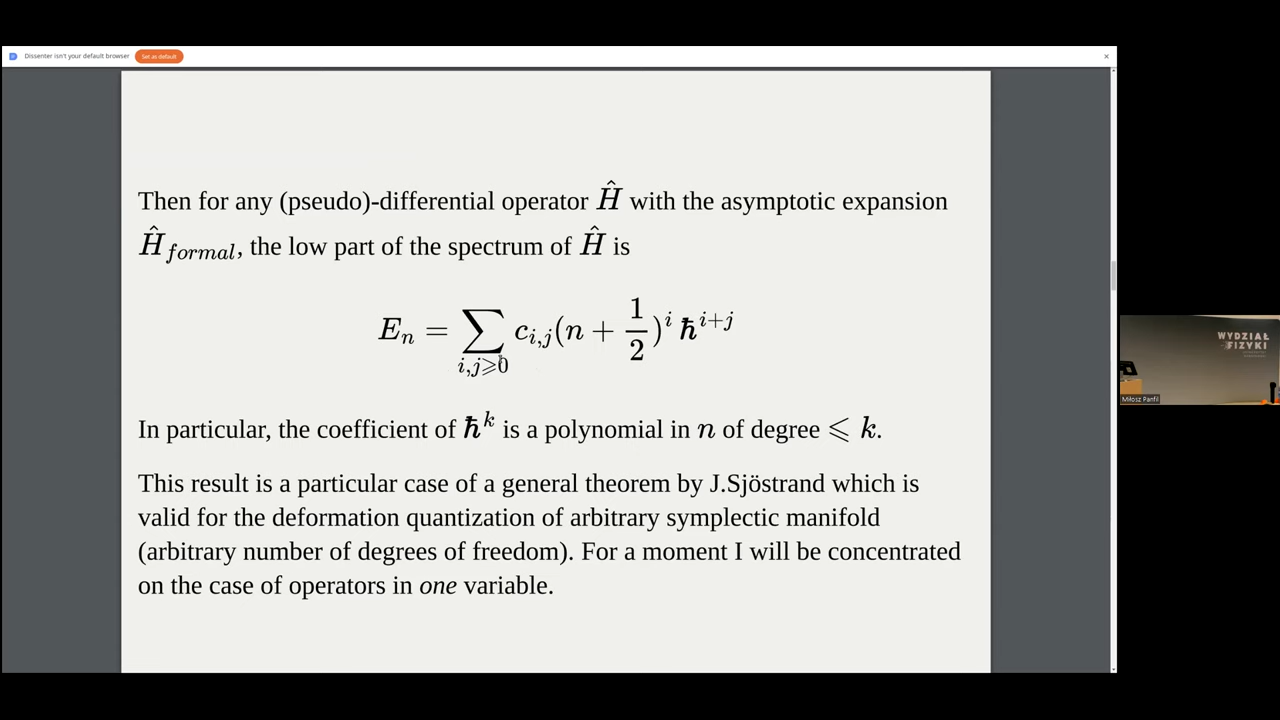 Dissenter isn't your default browser
Set as default
Then for any (pseudo)-differential operator Ĥ with the asymptotic expansion
Ĥ_{formal}, the low part of the spectrum of Ĥ is
E_n = \sum_{i,j⩾0} c_{i,j}(n + \frac{1}{2})^i ℏ^{i+j}
In particular, the coefficient of ℏ^k is a polynomial in n of degree ⩽ k.
This result is a particular case of a general theorem by J.Sjöstrand which is
valid for the deformation quantization of arbitrary symplectic manifold
(arbitrary number of degrees of freedom). For a moment I will be concentrated
on the case of operators in one variable.
WYDZIAŁ
FIZYKI
Miłosz Panfil